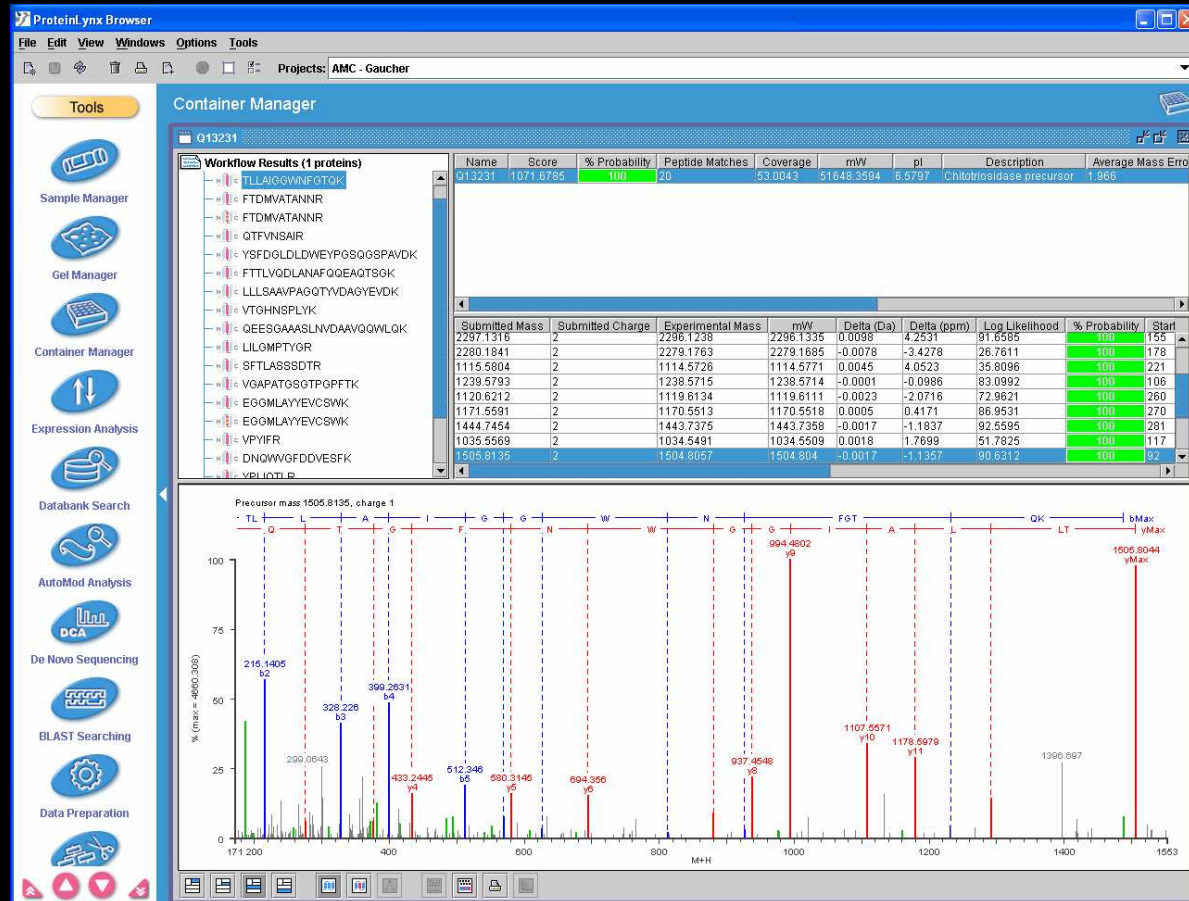 ProteinLynx Browser
File Edit View Windows Options Tools
Projects: AMC - Gaucher
Tools
Sample Manager
Gel Manager
Container Manager
Expression Analysis
Databank Search
AutoMod Analysis
DCA
De Novo Sequencing
BLAST Searching
Data Preparation
Container Manager
Q13231
Workflow Results (1 proteins)
TLLAIGGWNFGTQK
FTDMVATANNR
FTDMVATANNR
QTFVNSAIR
YSFDGLDLDWEYPGSQGSPAVDK
FTTLVQDLANAFQQEAQTSGK
LLLSAAVPAGQTYVDAGYEVDK
VTGHNSPLYK
QEESGAAASLNVDAAVQQWLQK
LILGMPTYGR
SFTLASSSDTR
VGAPATGSGTPGPFTK
EGGMLAYYEVCSWK
EGGMLAYYEVCSWK
VPYIFR
DNQWVGFDDVESFK
YPLIQTLR
Name Score % Probability Peptide Matches Coverage mW pI Description Average Mass Erro
Q13231 1071.6785 100 20 53.0043 51648.3594 6.5797 Chitotriosidase precursor 1.966
Submitted Mass Submitted Charge Experimental Mass mW Delta (Da) Delta (ppm) Log Likelihood % Probability Start
2297.1316 2 2296.1238 2296.1335 0.0098 4.2531 91.6585 100 155
2280.1841 2 2279.1763 2279.1685 -0.0078 -3.4278 26.7611 100 178
1115.5804 2 1114.5726 1114.5771 0.0045 4.0523 35.8096 100 221
1239.5793 2 1238.5715 1238.5714 -0.0001 -0.0986 83.0992 100 106
1120.6212 2 1119.6134 1119.6111 -0.0023 -2.0716 72.9621 100 260
1171.5591 2 1170.5513 1170.5518 0.0005 0.4171 86.9531 100 270
1444.7454 2 1443.7375 1443.7358 -0.0017 -1.1837 92.5595 100 281
1035.5569 2 1034.5491 1034.5509 0.0018 1.7699 51.7825 100 117
1505.8135 2 1504.8057 1504.804 -0.0017 -1.1357 90.6312 100 92
Precursor mass 1505.8135, charge 1
TL L A I G G W N FGT QK bMax
Q T G F N W G G I A L LT yMax
% (max = 4660.308)
100
75
50
25
0
215.1405
b2
299.0643
328.226
b3
399.2631
b4
433.2445
y4
512.346
b5
580.3145
y5
694.356
y6
937.4548
y8
994.4802
y9
1107.5571
y10
1178.5979
y11
1396.697
1505.8044
yMax
171 200 400 600 800 1000 1200 1400 1553
M+H